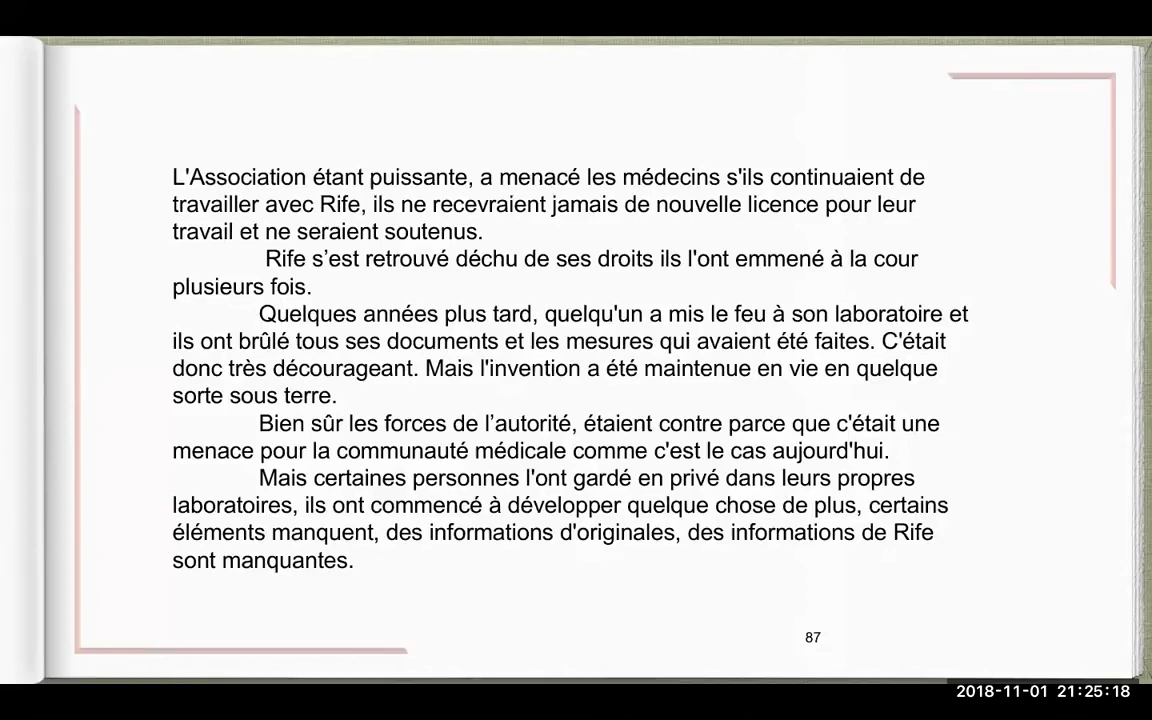 L'Association étant puissante, a menacé les médecins s'ils continuaient de
travailler avec Rife, ils ne recevraient jamais de nouvelle licence pour leur
travail et ne seraient soutenus.
Rife s’est retrouvé déchu de ses droits ils l'ont emmené à la cour
plusieurs fois.
Quelques années plus tard, quelqu'un a mis le feu à son laboratoire et
ils ont brûlé tous ses documents et les mesures qui avaient été faites. C'était
donc très décourageant. Mais l'invention a été maintenue en vie en quelque
sorte sous terre.
Bien sûr les forces de l’autorité, étaient contre parce que c'était une
menace pour la communauté médicale comme c'est le cas aujourd'hui.
Mais certaines personnes l'ont gardé en privé dans leurs propres
laboratoires, ils ont commencé à développer quelque chose de plus, certains
éléments manquent, des informations d'originales, des informations de Rife
sont manquantes.
87
2018-11-01 21:25:18